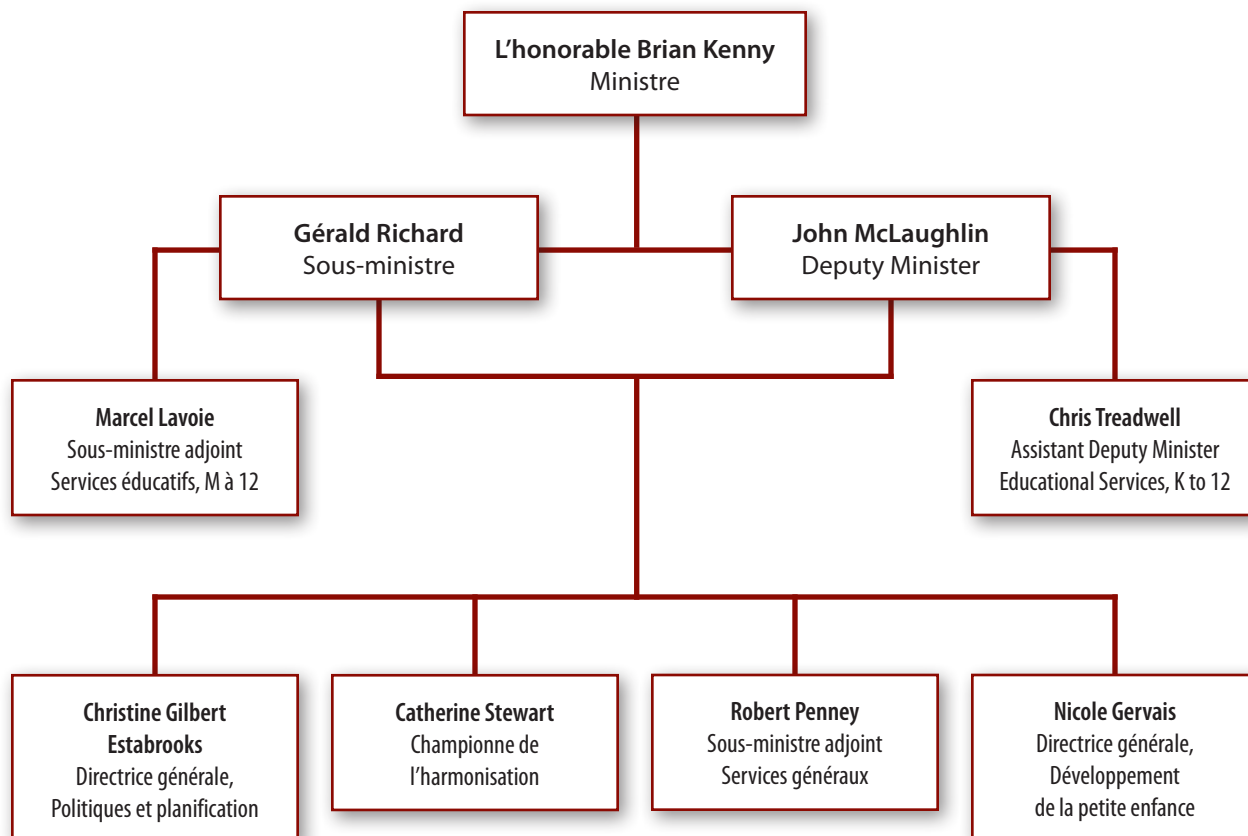 L'honorable Brian Kenny
Ministre
Gérald Richard
Sous-ministre
John McLaughlin
Deputy Minister
Marcel Lavoie
Sous-ministre adjoint
Services éducatifs, M à 12
Chris Treadwell
Assistant Deputy Minister
Educational Services, K to 12
Christine Gilbert
Estabrooks
Directrice générale,
Politiques et planification
Catherine Stewart
Championne de
l'harmonisation
Robert Penney
Sous-ministre adjoint
Services généraux
Nicole Gervais
Directrice générale,
Développement
de la petite enfance